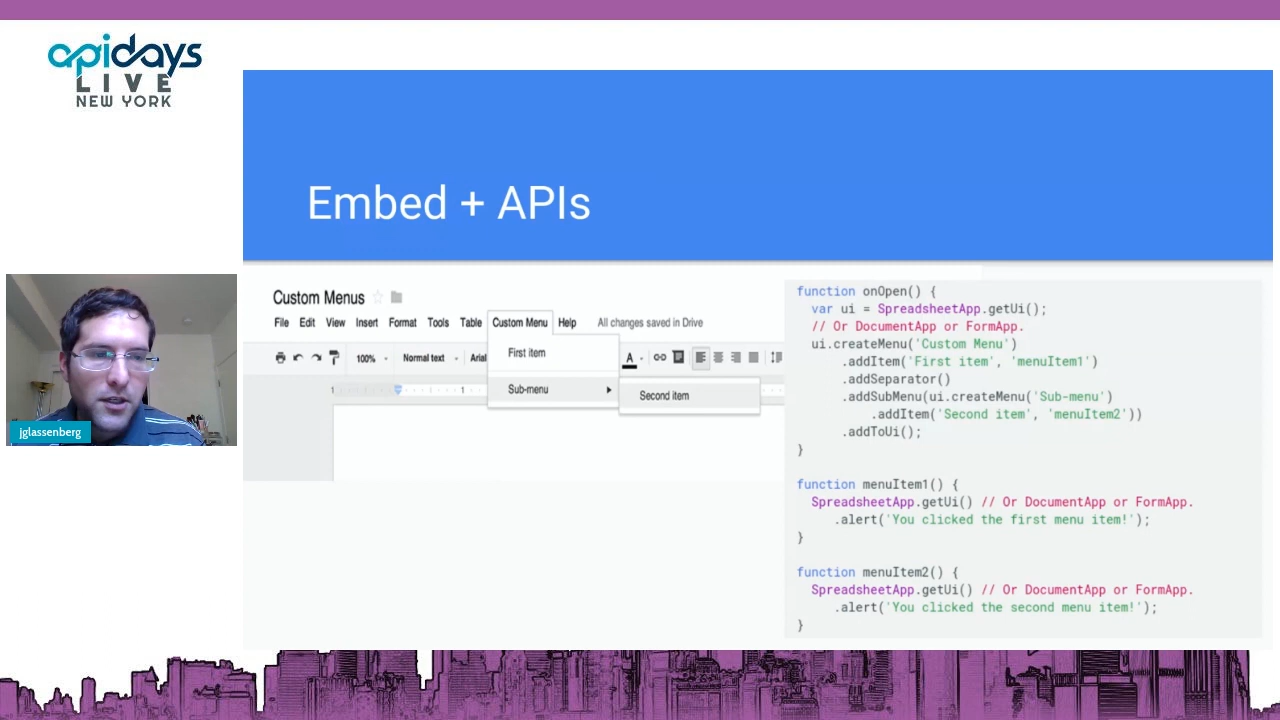 apidays
LIVE
NEW YORK
Embed + APIs
Custom Menus
File Edit View Insert Format Tools Table Custom Menu Help All changes saved in Drive
100% Normal text Arial
First item
A
1 1
Sub-menu
Second item
function onOpen() {
var ui = SpreadsheetApp.getUi();
// Or DocumentApp or FormApp.
ui.createMenu('Custom Menu')
.addItem('First item', 'menuItem1')
.addSeparator()
.addSubMenu(ui.createMenu('Sub-menu')
.addItem('Second item', 'menuItem2'))
.addToUi();
}
function menuItem1() {
SpreadsheetApp.getUi() // Or DocumentApp or FormApp.
.alert('You clicked the first menu item!');
}
function menuItem2() {
SpreadsheetApp.getUi() // Or DocumentApp or FormApp.
.alert('You clicked the second menu item!');
}
jglassenberg